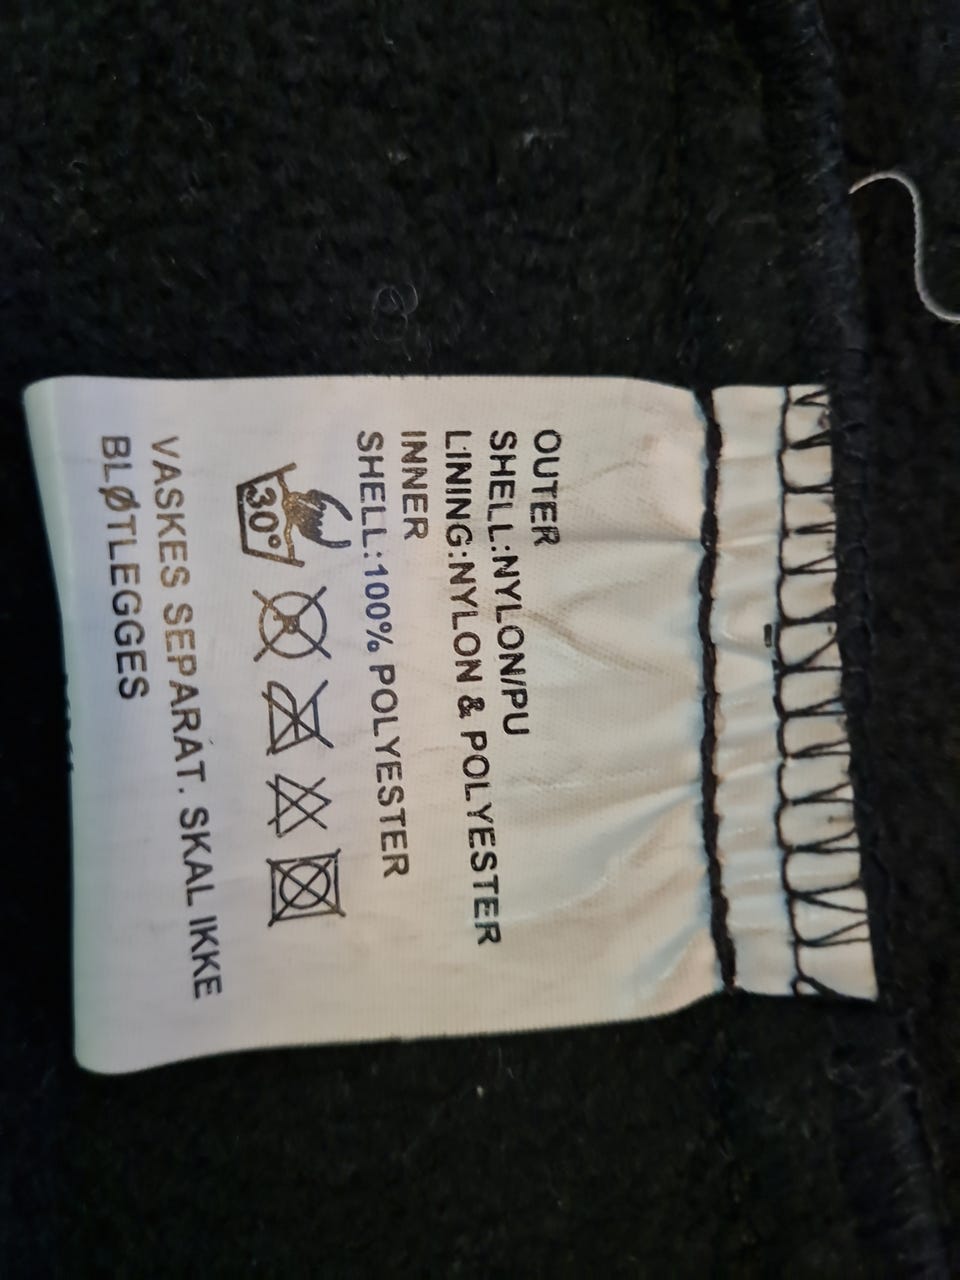 OUTER
SHELL:NYLON/PU
LINING:NYLON & POLYESTER
INNER
SHELL:100% POLYESTER
30°
P
VASKES SEPARAT. SKAL IKKE
BLØTLEGGES